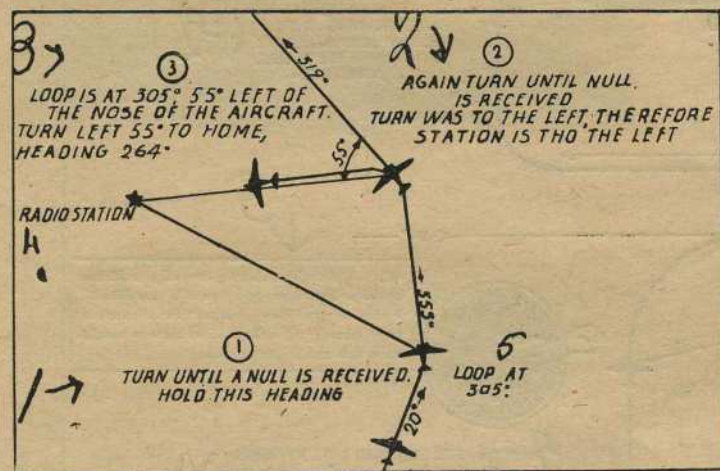 3 →
2 ↓
319°
③
②
LOOP IS AT 305°, 55° LEFT OF
THE NOSE OF THE AIRCRAFT.
TURN LEFT 55° TO HOME,
HEADING 264°
AGAIN TURN UNTIL NULL.
IS RECEIVED
TURN WAS TO THE LEFT, THEREFORE
STATION IS THO' THE LEFT
55°
RADIO STATION
4.
355°
①
1 →
TURN UNTIL A NULL IS RECEIVED.
HOLD THIS HEADING
5
LOOP AT
305°
20°